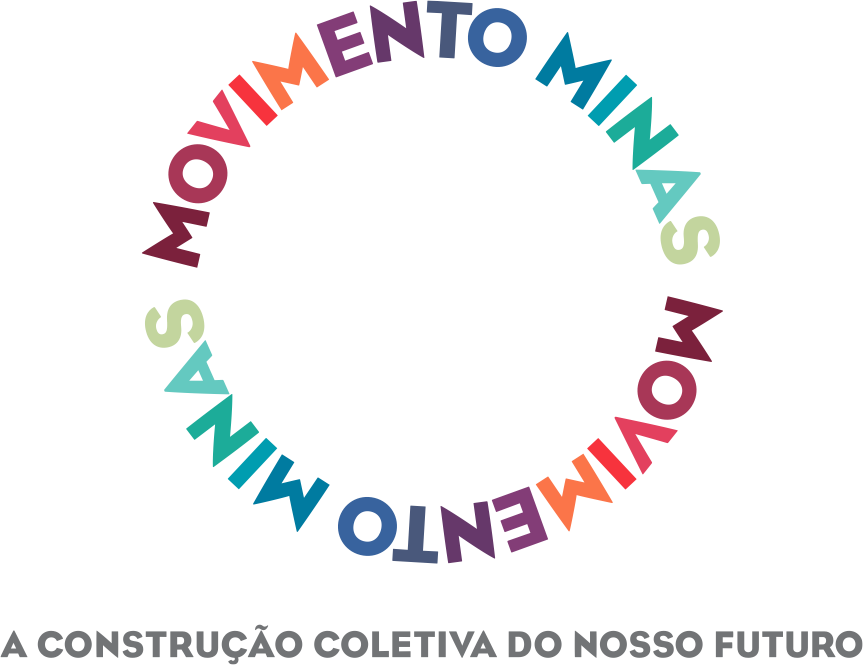 MOVIMENTO MINAS
MOVIMENTO MINAS
A CONSTRUÇÃO COLETIVA DO NOSSO FUTURO